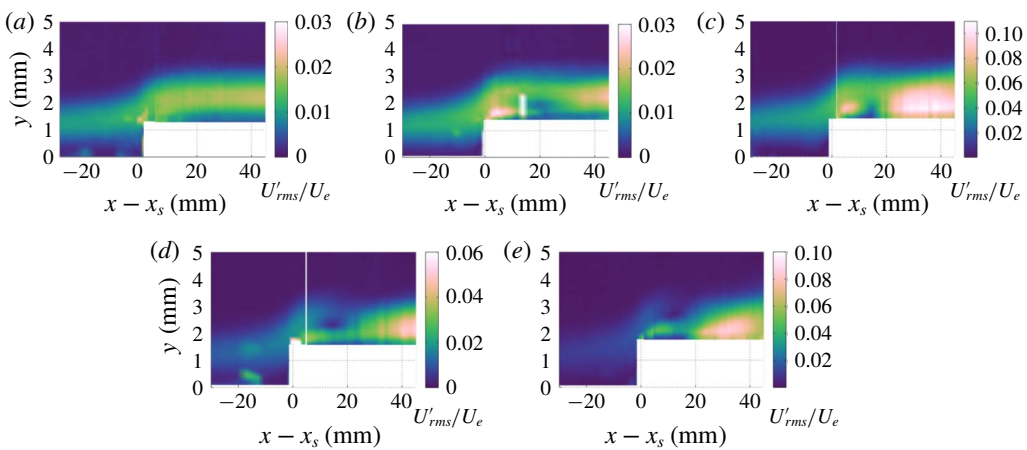 (a) (b) (c)
5 0.03 5 0.03 5
4 4 4 0.10
y (mm) 3 0.02 3 0.02 3 0.08
2 2 2 0.06
1 0.01 1 0.01 1 0.04
0.02
0 0 0 0 0
−20 0 20 40 −20 0 20 40 −20 0 20 40
x − xₛ (mm) U′rms/Ue x − xₛ (mm) U′rms/Ue x − xₛ (mm) U′rms/Ue
(d) (e)
5 0.06 5 0.10
4 4 0.08
y (mm) 3 0.04 3 0.06
2 0.02 2 0.04
1 1 0.02
0 0 0
−20 0 20 40 −20 0 20 40
x − xₛ (mm) U′rms/Ue x − xₛ (mm) U′rms/Ue